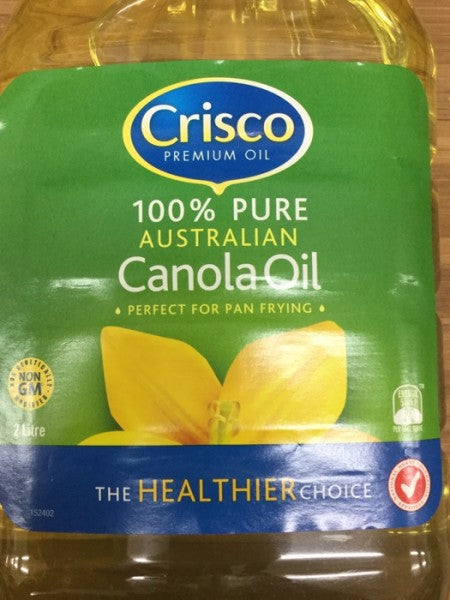 Crisco
PREMIUM OIL
100% PURE
AUSTRALIAN
Canola Oil
• PERFECT FOR PAN FRYING •
NON
GM
2 Litre
THE HEALTHIER CHOICE
152402